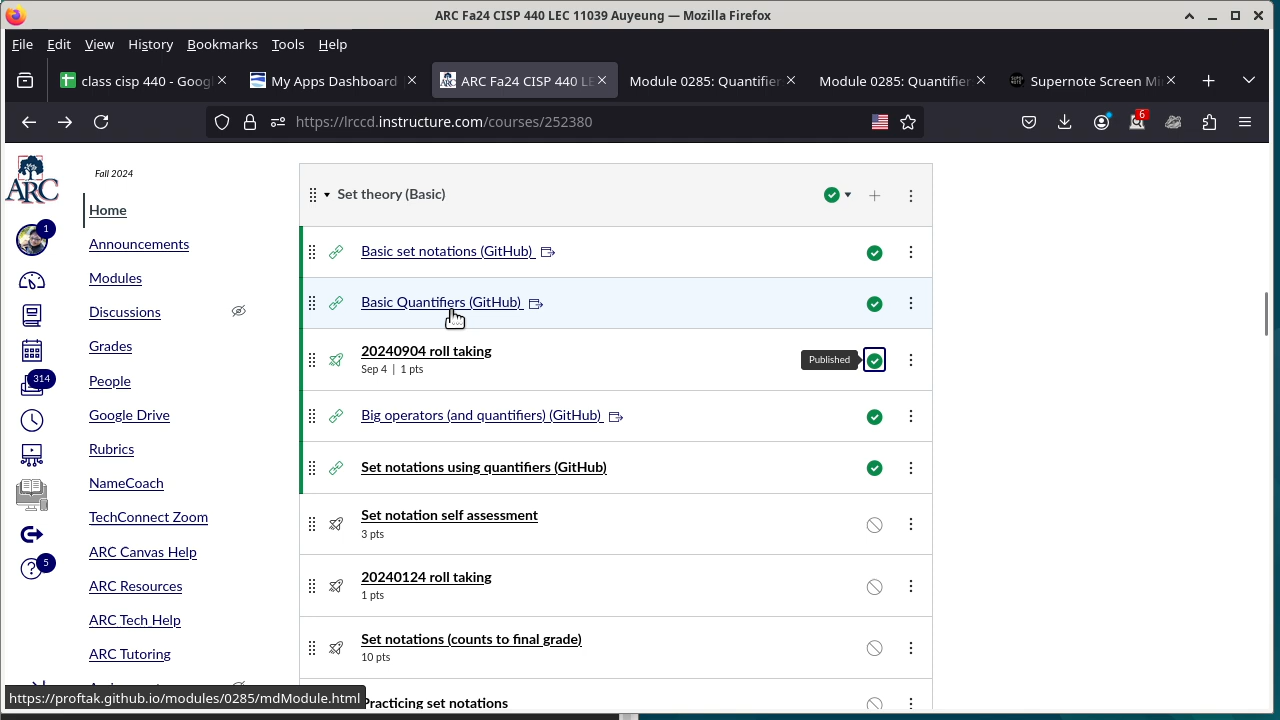 ARC Fa24 CISP 440 LEC 11039 Auyeung — Mozilla Firefox
File Edit View History Bookmarks Tools Help
class cisp 440 - Googl
My Apps Dashboard
ARC Fa24 CISP 440 LE
Module 0285: Quantifier
Module 0285: Quantifier
Supernote Screen Mi
https://lrccd.instructure.com/courses/252380
6
ARC
1
314
5
Fall 2024
Home
Announcements
Modules
Discussions
Grades
People
Google Drive
Rubrics
NameCoach
TechConnect Zoom
ARC Canvas Help
ARC Resources
ARC Tech Help
ARC Tutoring
Set theory (Basic)
Basic set notations (GitHub)
Basic Quantifiers (GitHub)
20240904 roll taking
Sep 4 | 1 pts
Published
Big operators (and quantifiers) (GitHub)
Set notations using quantifiers (GitHub)
Set notation self assessment
3 pts
20240124 roll taking
1 pts
Set notations (counts to final grade)
10 pts
Practicing set notations
https://proftak.github.io/modules/0285/mdModule.html